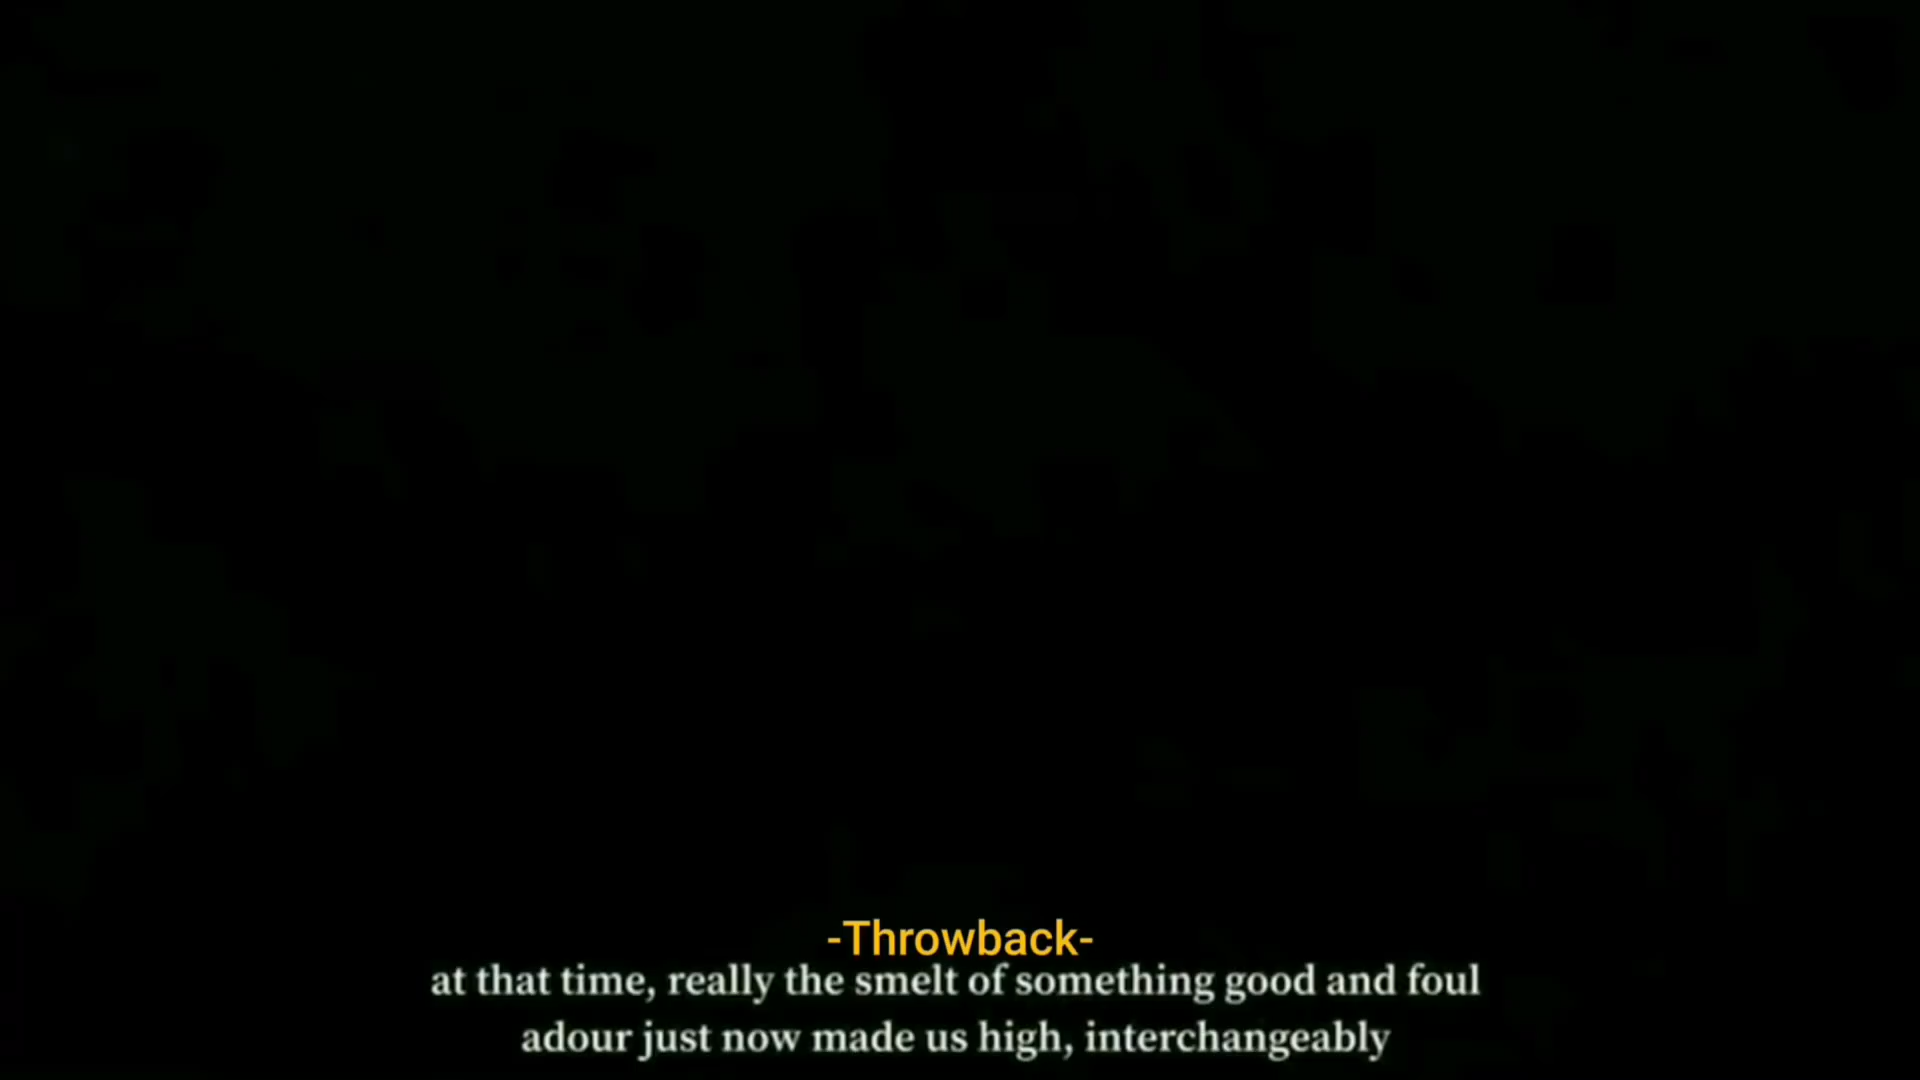 -Throwback-
at that time, really the smelt of something good and foul
adour just now made us high, interchangeably